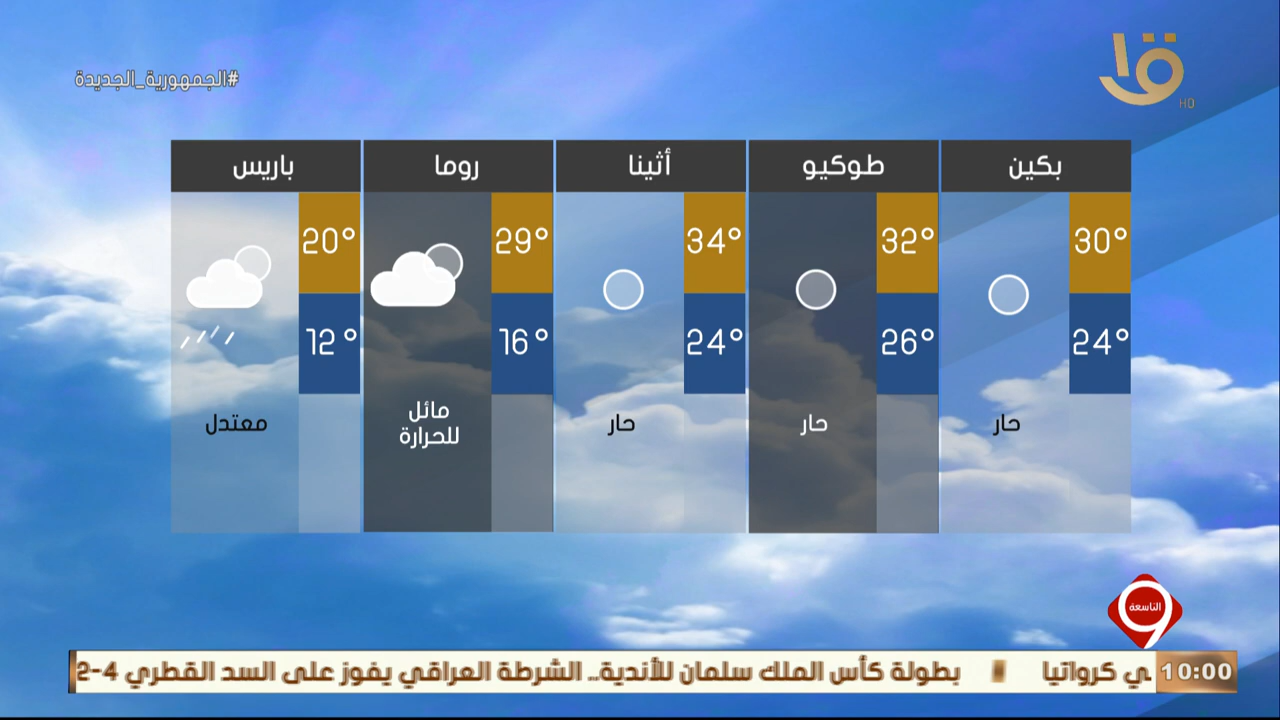 #الجمهورية_الجديدة
HD
بكين
30°
24°
حار
طوكيو
32°
26°
حار
أثينا
34°
24°
حار
روما
29°
16°
مائل
للحرارة
باريس
20°
12°
معتدل
التاسعة
9
10:00
ي كرواتيا
بطولة كأس الملك سلمان للأندية.. الشرطة العراقي يفوز على السد القطري 4-2